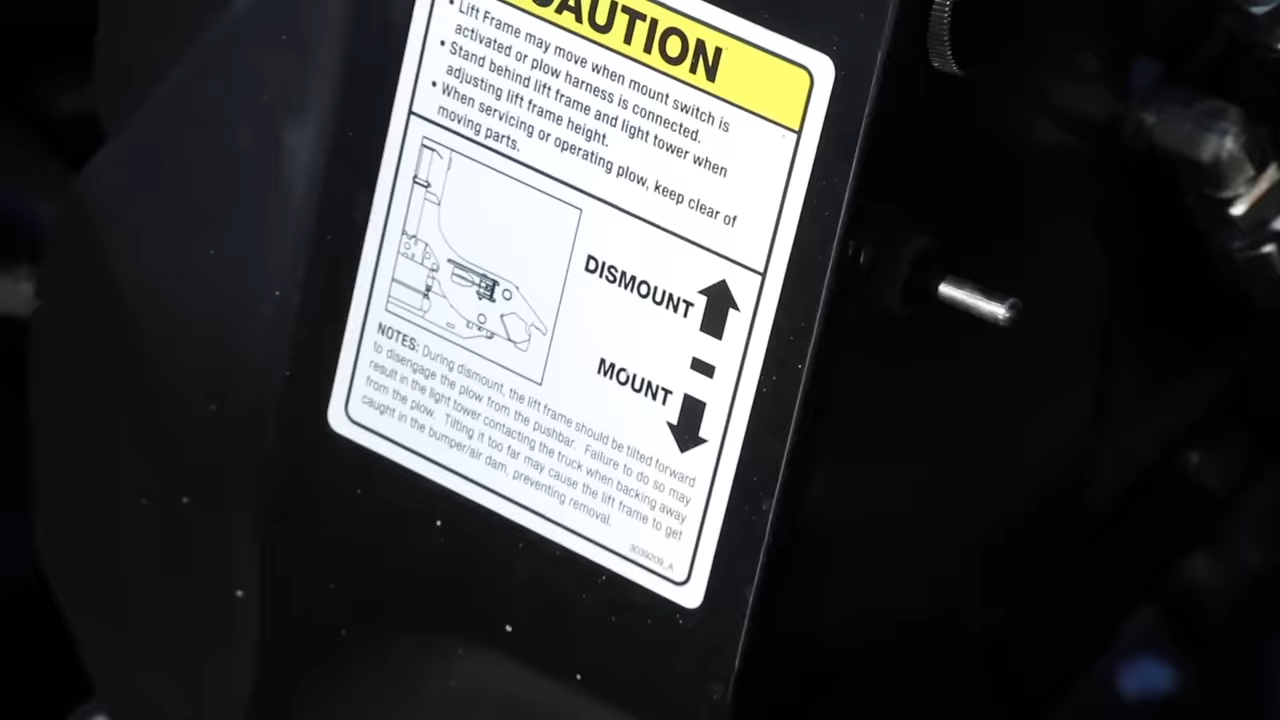 CAUTION
• Lift Frame may move when mount switch is
activated or plow harness is connected.
• Stand behind lift frame and light tower when
adjusting lift frame height.
• When servicing or operating plow, keep clear of
moving parts.
DISMOUNT
MOUNT
NOTES: During dismount, the lift frame should be tilted forward
to disengage the plow from the pushbar. Failure to do so may
result in the light tower contacting the truck when backing away
from the plow. Tilting it too far may cause the lift frame to get
caught in the bumper/air dam, preventing removal.
3039209_A